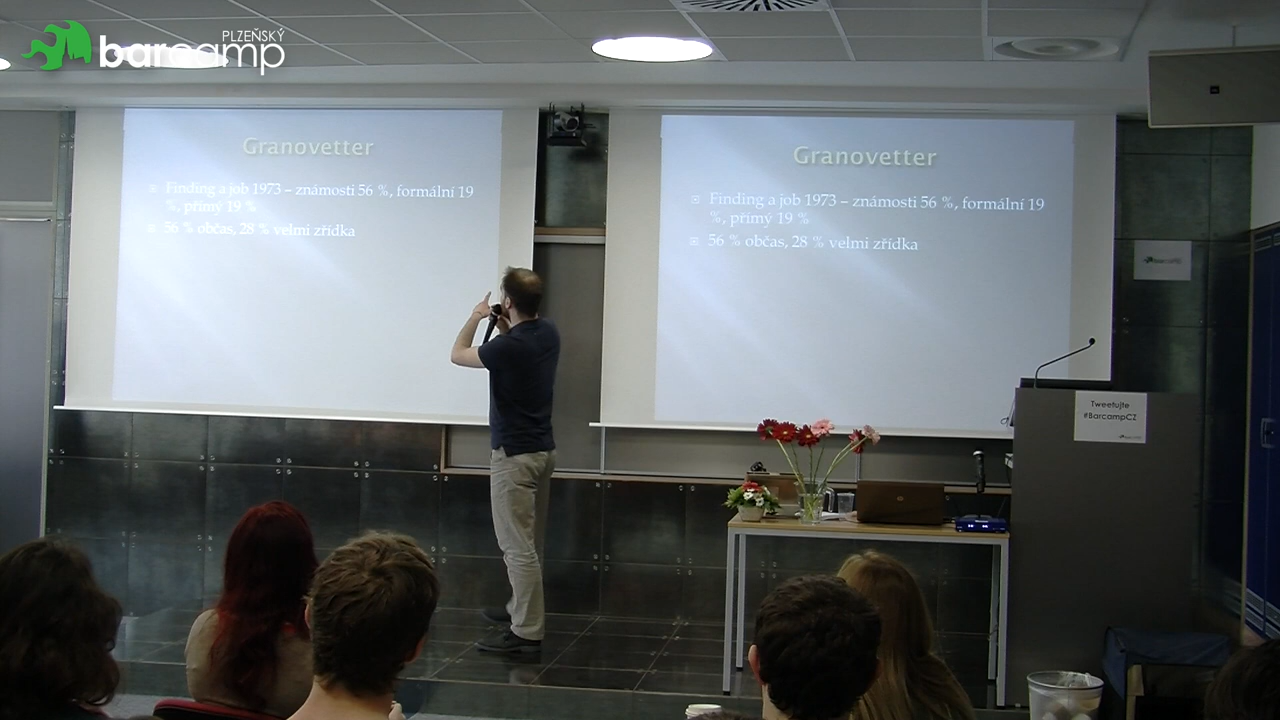 PLZEŇSKÝ
barcamp
Granovetter
Finding a job 1973 – známosti 56 %, formální 19
%, přímý 19 %
56 % občas, 28 % velmi zřídka
Granovetter
Finding a job 1973 – známosti 56 %, formální 19
%, přímý 19 %
56 % občas, 28 % velmi zřídka
barcamp
Tweetujte
#BarcampCZ